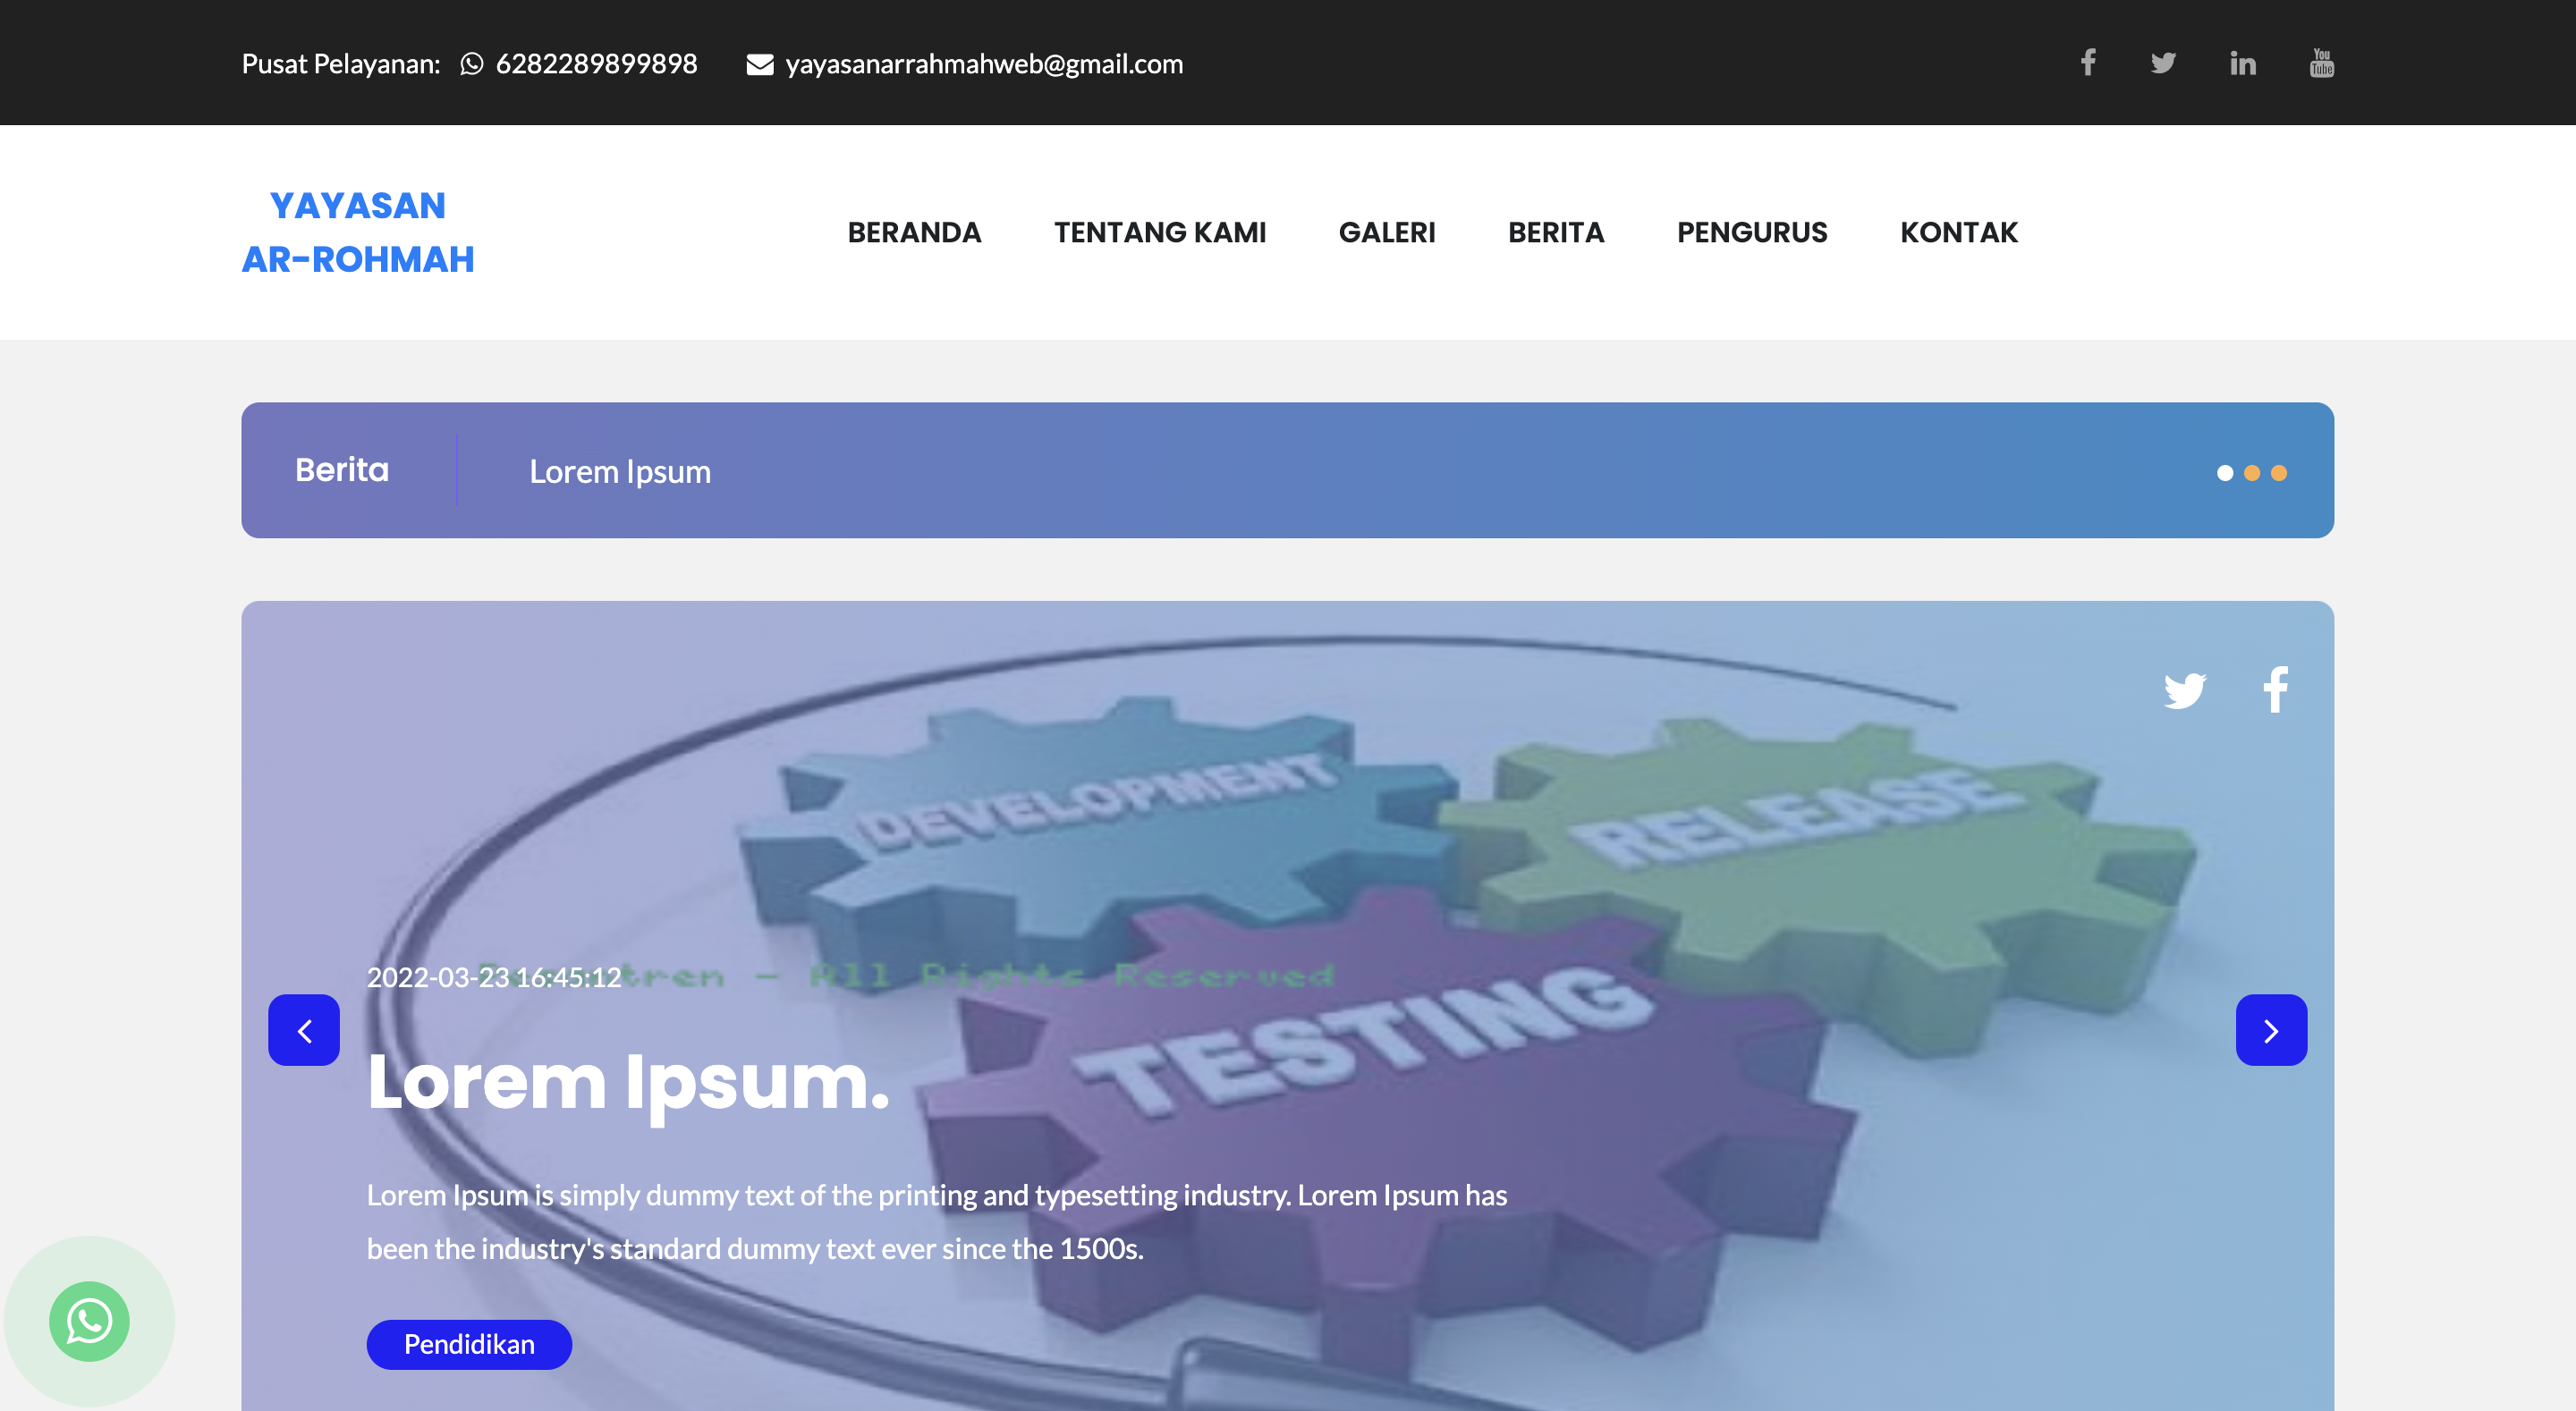 Pusat Pelayanan: 6282289899898 yayasanarrahmahweb@gmail.com
You Tube
YAYASAN
AR-ROHMAH
BERANDA TENTANG KAMI GALERI BERITA PENGURUS KONTAK
Berita Lorem Ipsum
DEVELOPMENT
RELEASE
TESTING
2022-03-23 16:45:12
- All Rights Reserved
Lorem Ipsum.
Lorem Ipsum is simply dummy text of the printing and typesetting industry. Lorem Ipsum has
been the industry's standard dummy text ever since the 1500s.
Pendidikan